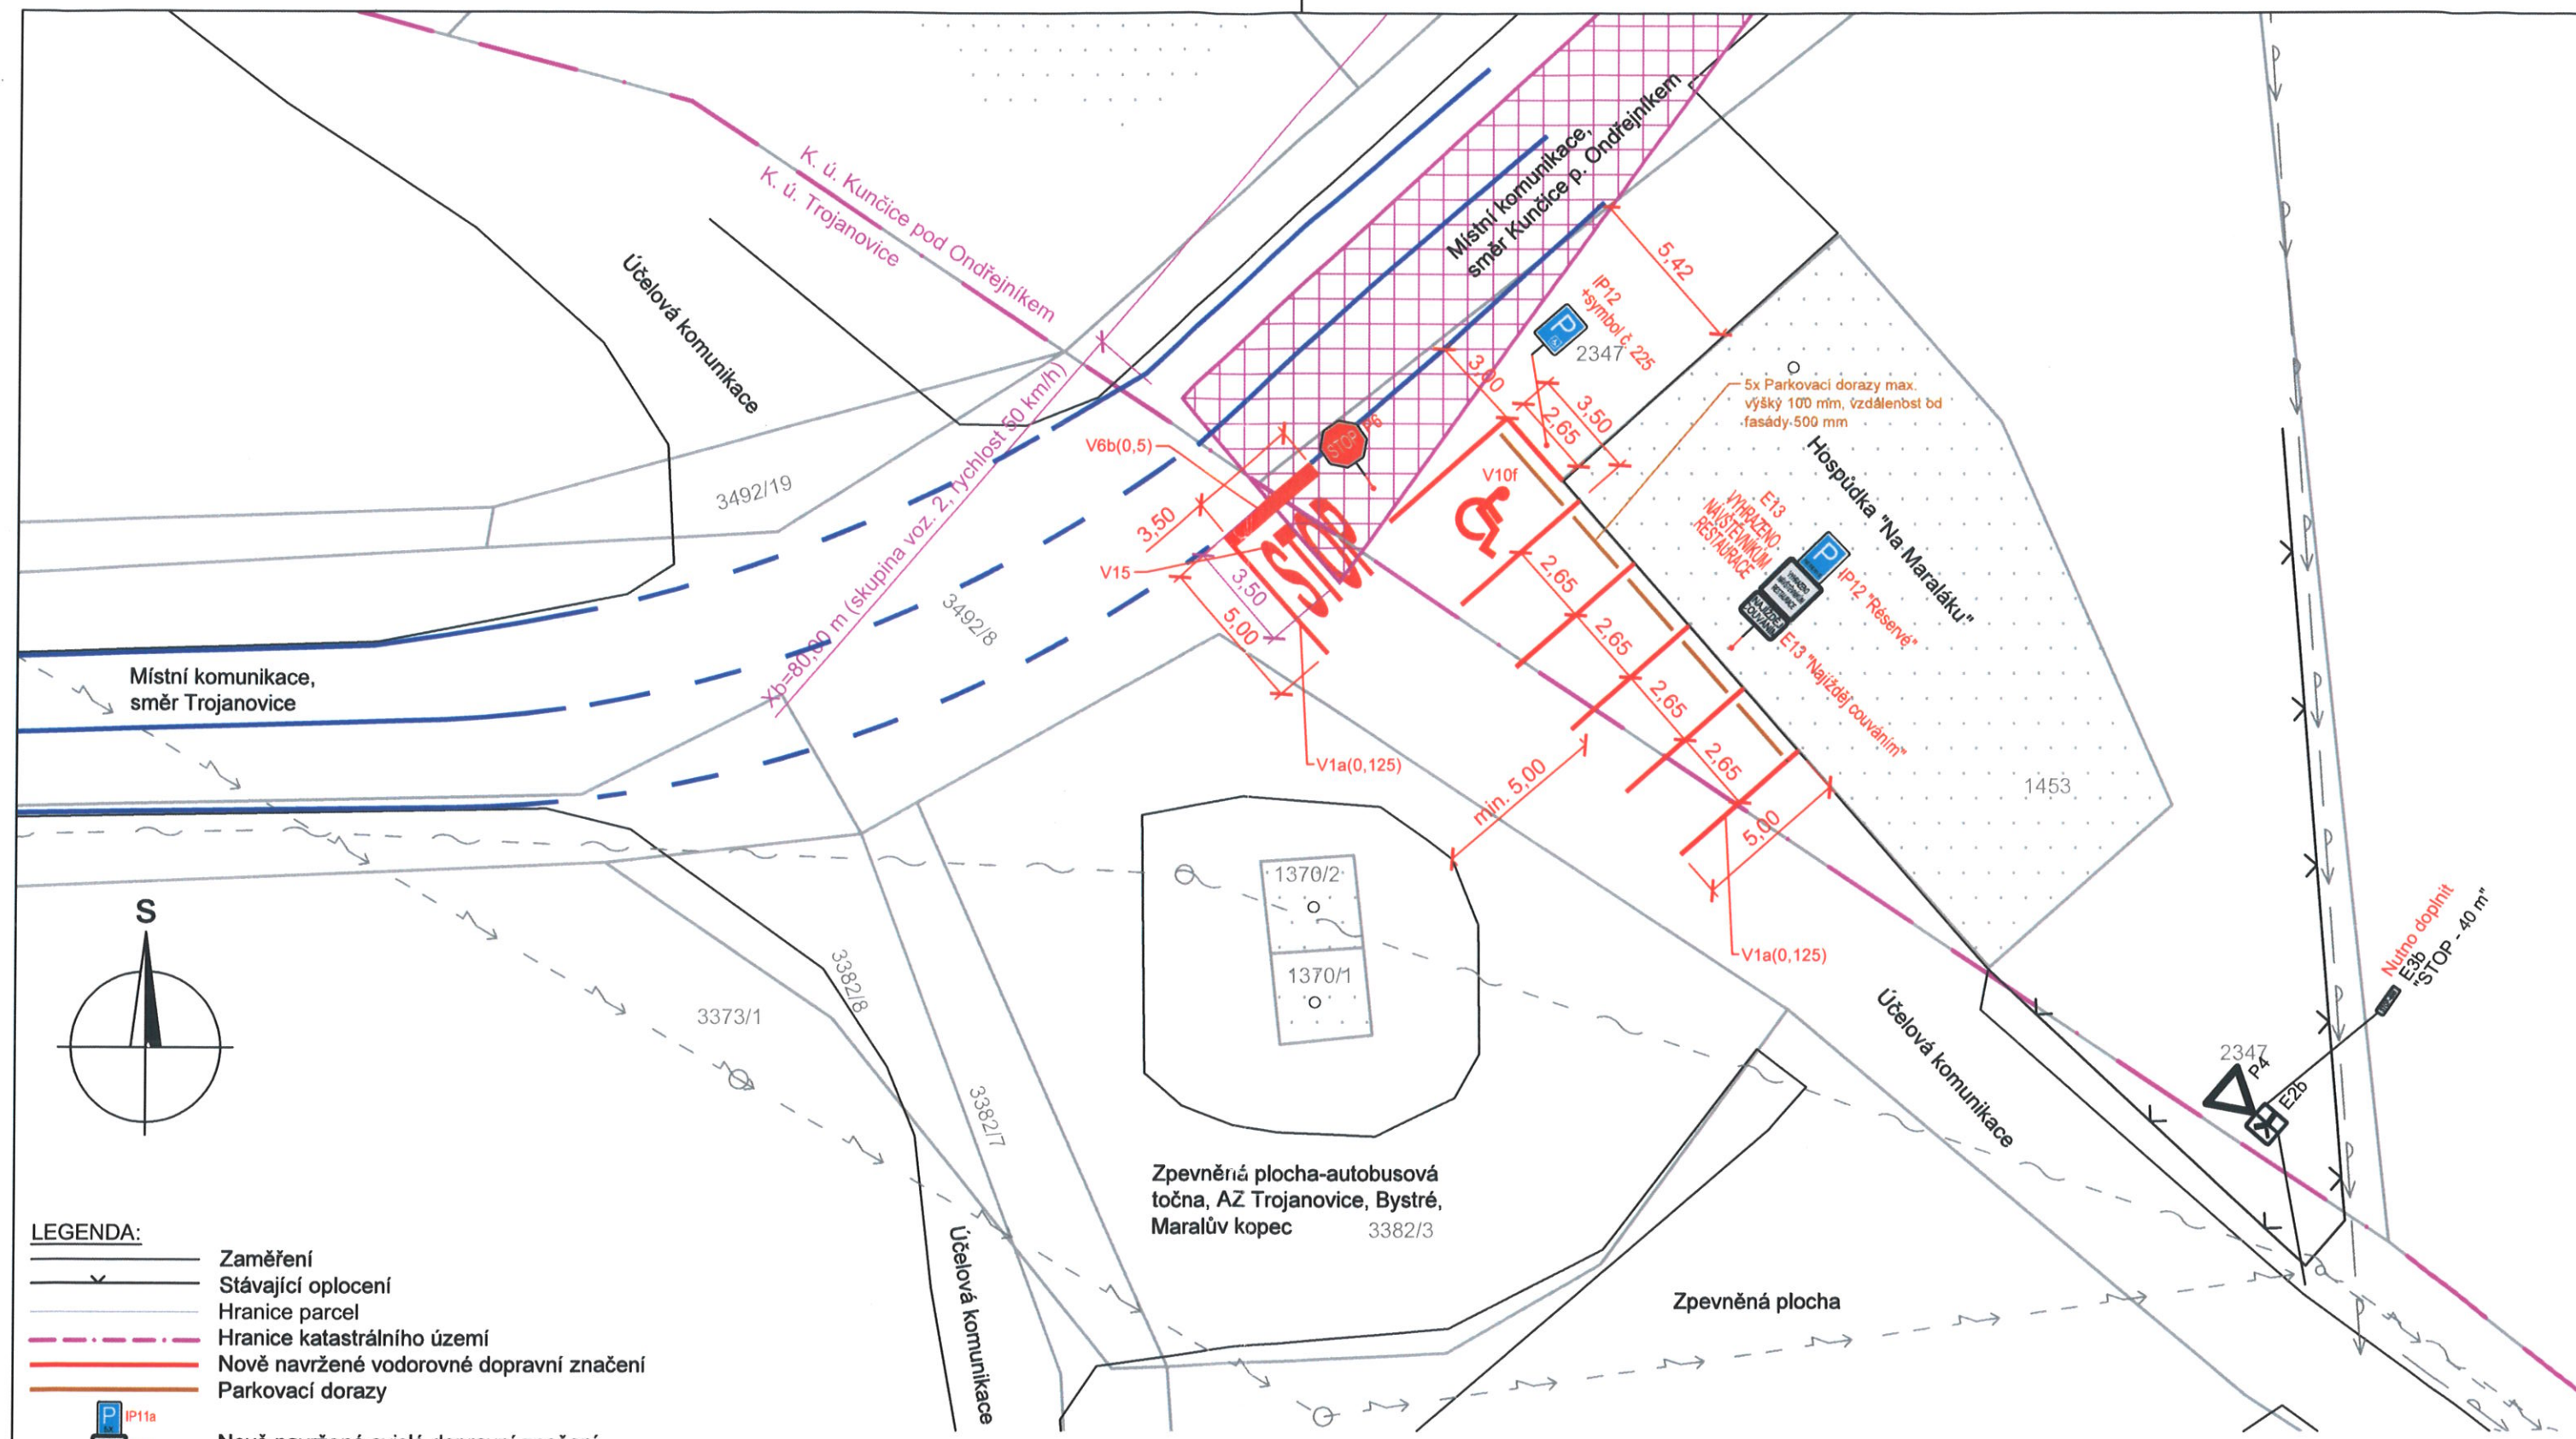 K. ú. Kunčice pod Ondřejníkem
K. ú. Trojanovice
Účelová komunikace
Místní komunikace,
směr Kunčice p. Ondřejníkem
5,42
IP12
+symbol č. 225
2347
3,00
2,65
3,50
5x Parkovací dorazy max.
výšky 100 mm, vzdálenost od
fasády 500 mm
Hospůdka "Na Maraláku"
P
STOP
P6
V6b(0,5)
3,50
V15
STOP
3,50
5,00
V1a(0,125)
V10f
E13
VYHRAZENO
NÁVŠTĚVNÍKŮM
RESTAURACE
P
VYHRAZENO
NÁVŠTĚVNÍKŮM
RESTAURACE
NAJÍŽDĚJ
COUVÁNÍM
IP12 "Réservé"
E13 "Najíždějí couváním"
2,65
2,65
2,65
2,65
min. 5,00
5,00
V1a(0,125)
1453
3492/19
3492/8
Xb=80,00 m (skupina voz. 2, rychlost 50 km/h)
Místní komunikace,
směr Trojanovice
S
3373/1
3382/8
3382/7
1370/2
1370/1
Zpevněná plocha-autobusová
točna, AZ Trojanovice, Bystré,
Maralův kopec
3382/3
Účelová komunikace
Účelová komunikace
Zpevněná plocha
Nutno doplnit
E3b
"STOP - 40 m"
2347
P4
E2b
LEGENDA:
Zaměření
Stávající oplocení
Hranice parcel
Hranice katastrálního území
Nově navržené vodorovné dopravní značení
Parkovací dorazy
P
IP11a